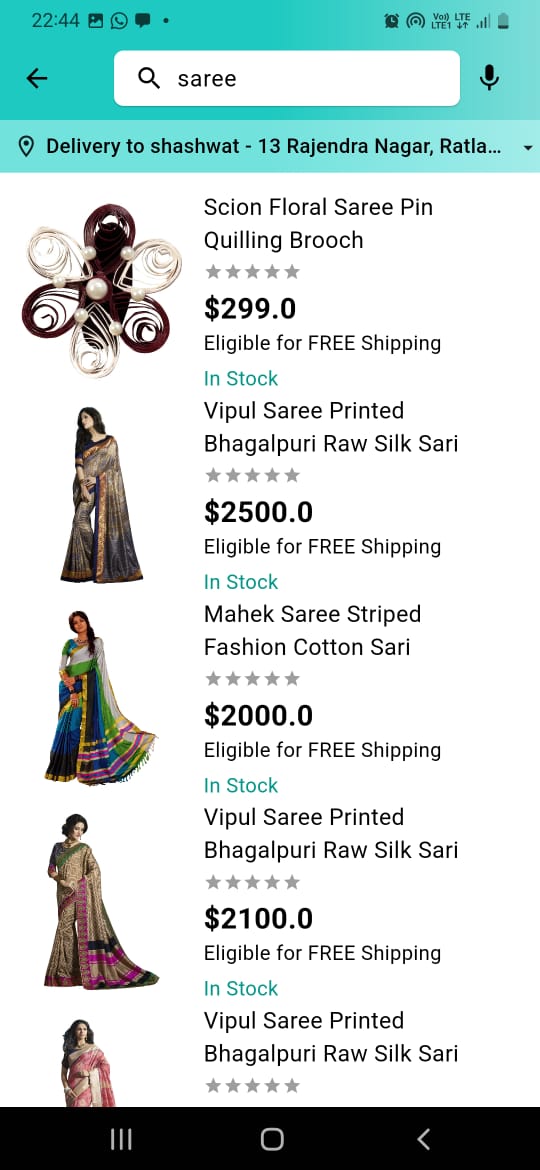 22:44
Vo)) LTE
LTE1
saree
Delivery to shashwat - 13 Rajendra Nagar, Ratla...
Scion Floral Saree Pin
Quilling Brooch
$299.0
Eligible for FREE Shipping
In Stock
Vipul Saree Printed
Bhagalpuri Raw Silk Sari
$2500.0
Eligible for FREE Shipping
In Stock
Mahek Saree Striped
Fashion Cotton Sari
$2000.0
Eligible for FREE Shipping
In Stock
Vipul Saree Printed
Bhagalpuri Raw Silk Sari
$2100.0
Eligible for FREE Shipping
In Stock
Vipul Saree Printed
Bhagalpuri Raw Silk Sari